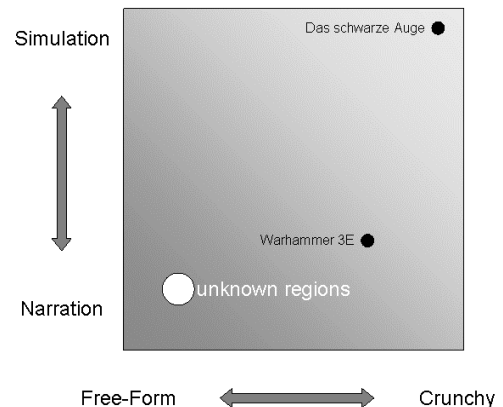 Das schwarze Auge
Simulation
Warhammer 3E
unknown regions
Narration
Free-Form
Crunchy